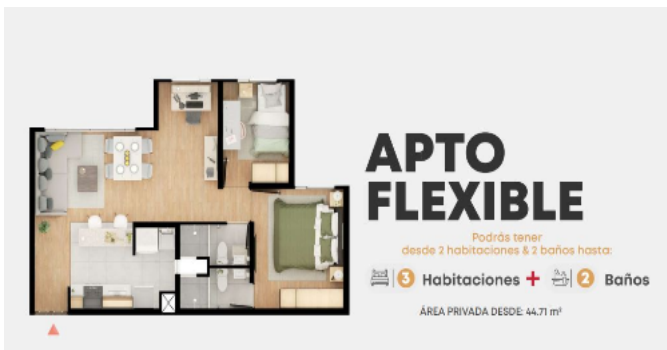 APTO
FLEXIBLE
Podrás tener
desde 2 habitaciones & 2 baños hasta:
3 Habitaciones + 2 Baños
ÁREA PRIVADA DESDE: 44.71 m²